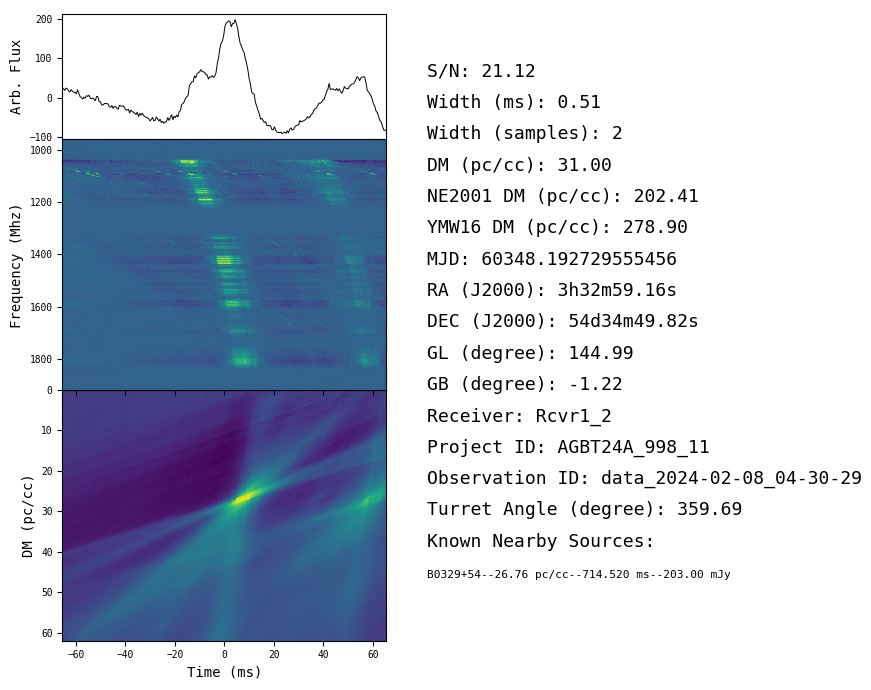 200
100
0
−100
Arb. Flux
1000
1200
1400
1600
1800
Frequency (Mhz)
0
10
20
30
40
50
60
DM (pc/cc)
−60
−40
−20
0
20
40
60
Time (ms)
S/N: 21.12
Width (ms): 0.51
Width (samples): 2
DM (pc/cc): 31.00
NE2001 DM (pc/cc): 202.41
YMW16 DM (pc/cc): 278.90
MJD: 60348.192729555456
RA (J2000): 3h32m59.16s
DEC (J2000): 54d34m49.82s
GL (degree): 144.99
GB (degree): -1.22
Receiver: Rcvr1_2
Project ID: AGBT24A_998_11
Observation ID: data_2024-02-08_04-30-29
Turret Angle (degree): 359.69
Known Nearby Sources:
B0329+54--26.76 pc/cc--714.520 ms--203.00 mJy